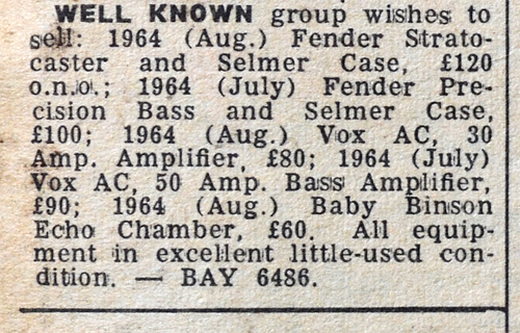 WELL KNOWN group wishes to
sell: 1964 (Aug.) Fender Strato-
caster and Selmer Case, £120
o.n.o.; 1964 (July) Fender Pre-
cision Bass and Selmer Case,
£100; 1964 (Aug.) Vox AC, 30
Amp. Amplifier, £80; 1964 (July)
Vox AC, 50 Amp. Bass Amplifier,
£90; 1964 (Aug.) Baby Binson
Echo Chamber, £60. All equip-
ment in excellent little-used con-
dition. — BAY 6486.